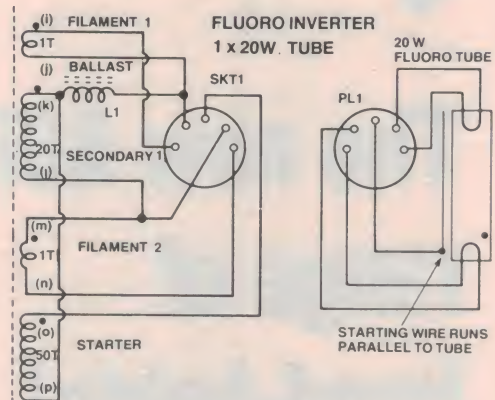 (i)
FILAMENT 1
FLUORO INVERTER
1T
1 x 20W. TUBE
(j)
BALLAST
SKT1
20 W
FLUORO TUBE
PL1
(k)
L1
20T
SECONDARY 1
(j)
(m)
FILAMENT 2
1T
(n)
(o)
STARTER
50T
(p)
STARTING WIRE RUNS
PARALLEL TO TUBE